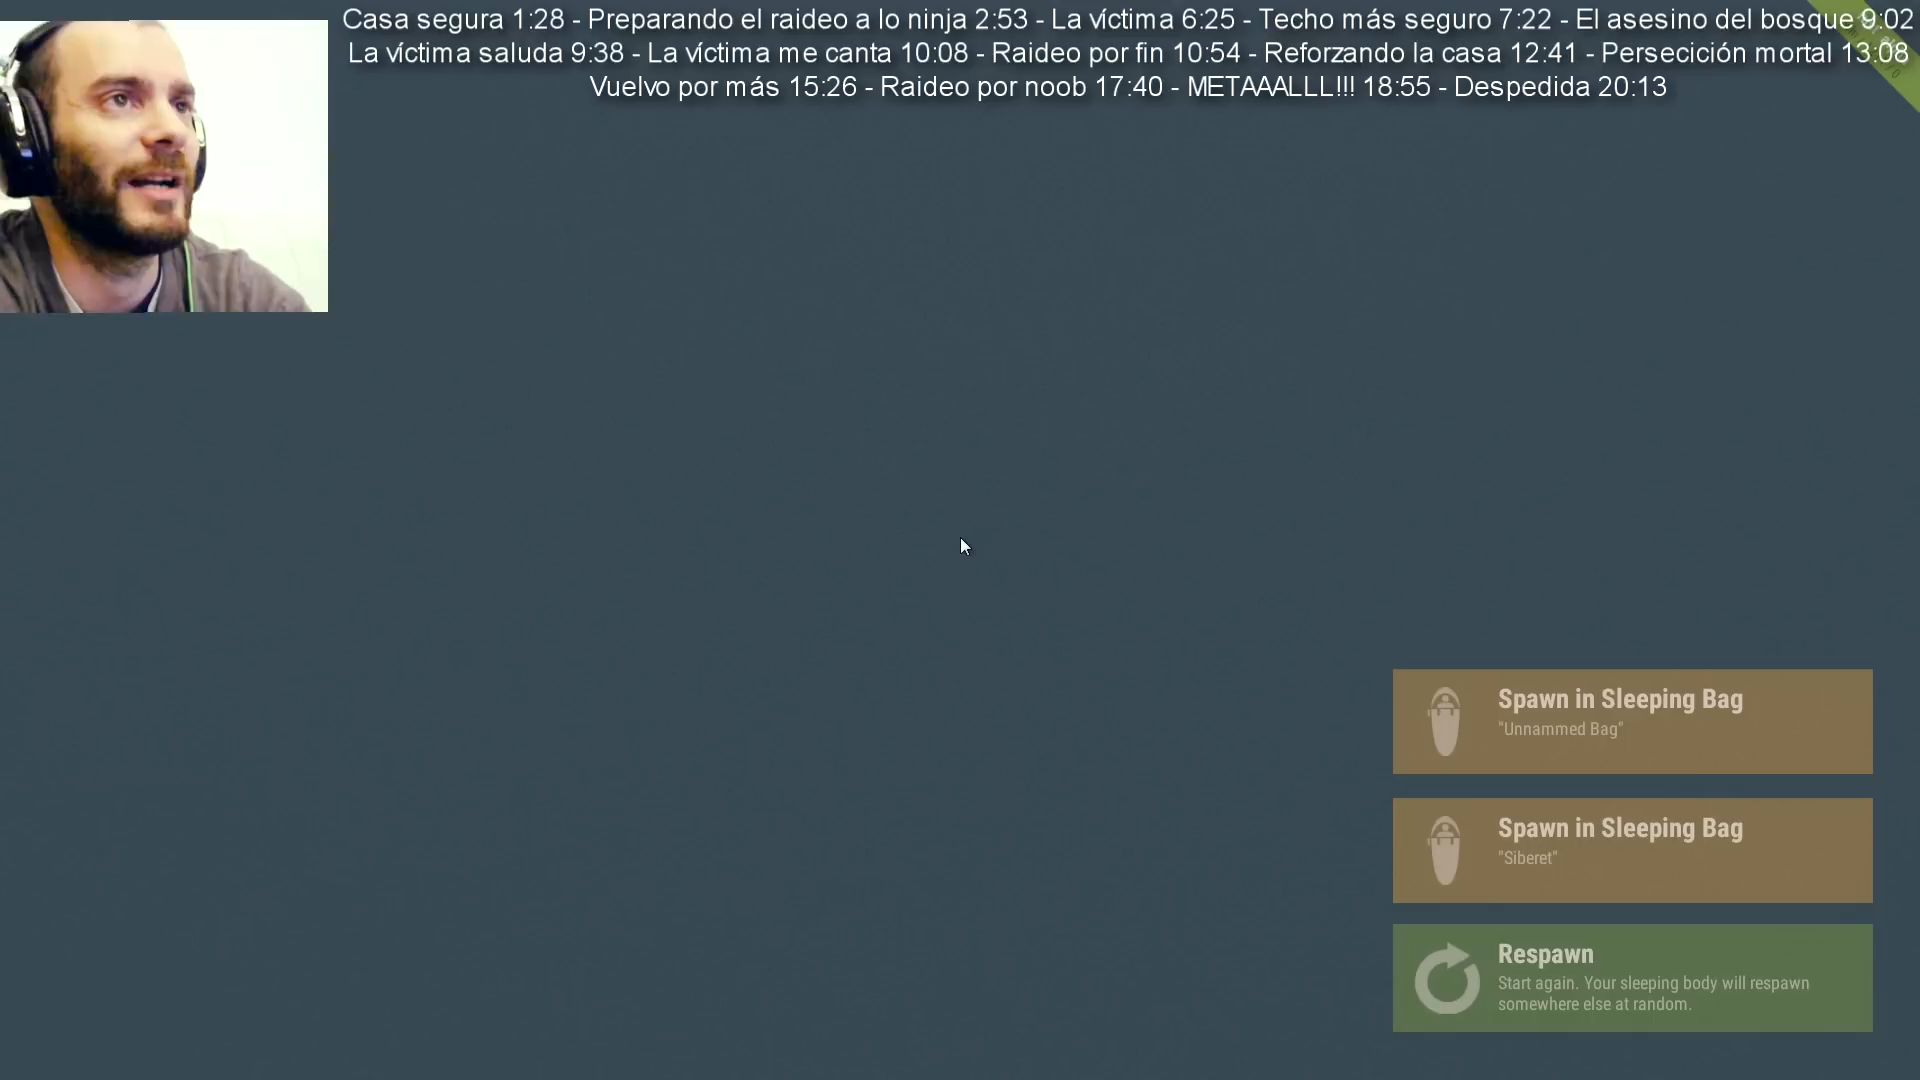 Casa segura 1:28 - Preparando el raideo a lo ninja 2:53 - La víctima 6:25 - Techo más seguro 7:22 - El asesino del bosque 9:02
La víctima saluda 9:38 - La víctima me canta 10:08 - Raideo por fin 10:54 - Reforzando la casa 12:41 - Persecición mortal 13:08
Vuelvo por más 15:26 - Raideo por noob 17:40 - METAAALLL!!! 18:55 - Despedida 20:13
Spawn in Sleeping Bag
"Unnammed Bag"
Spawn in Sleeping Bag
"Siberet"
Respawn
Start again. Your sleeping body will respawn
somewhere else at random.